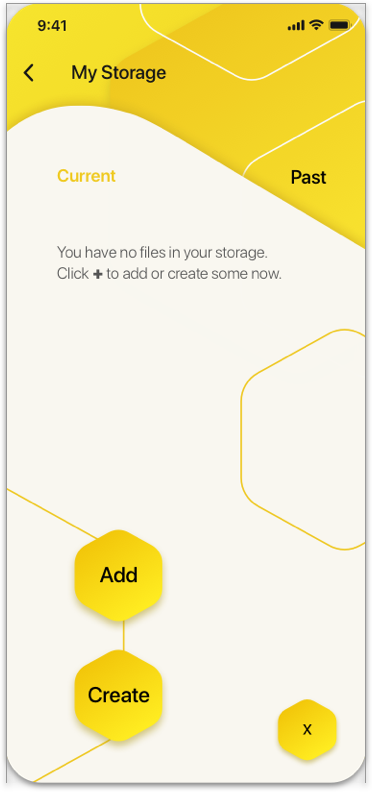 9:41
My Storage
Current
Past
You have no files in your storage.
Click + to add or create some now.
Add
Create
x